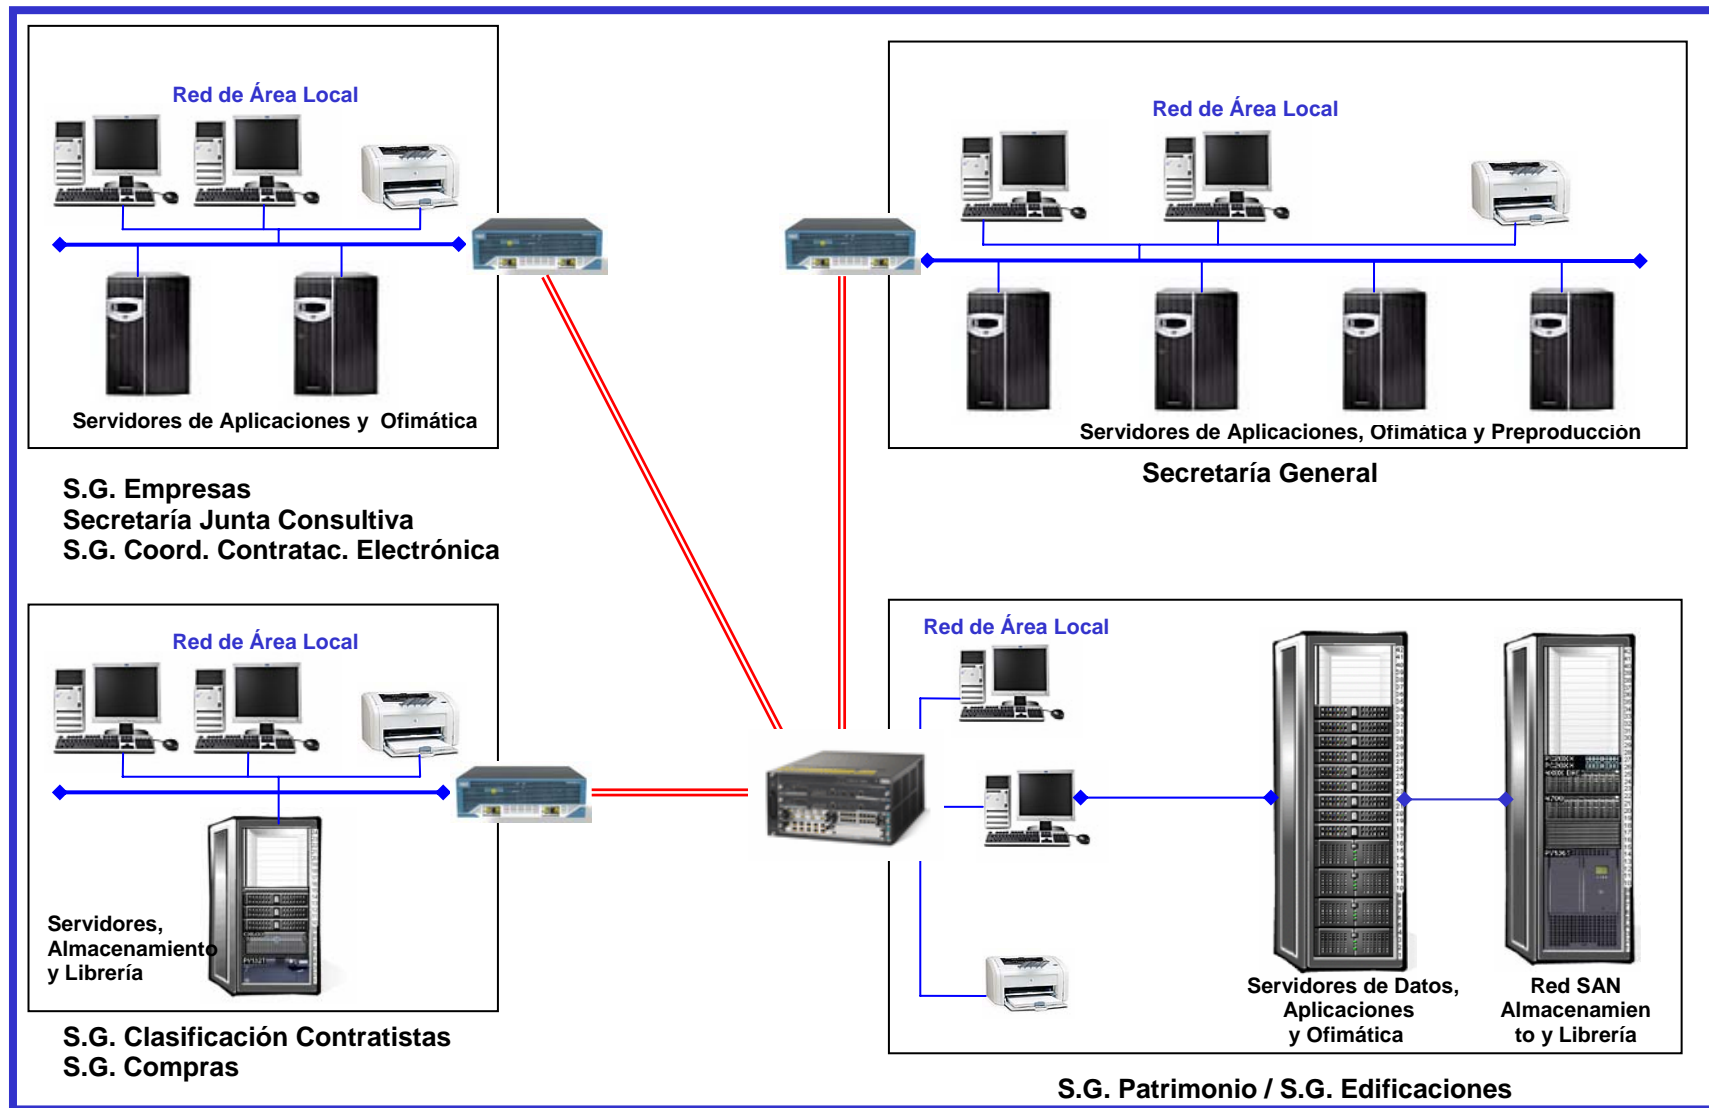 Red de Área Local
Servidores de Aplicaciones y Ofimática
S.G. Empresas
Secretaría Junta Consultiva
S.G. Coord. Contratac. Electrónica
Red de Área Local
Servidores de Aplicaciones, Ofimática y Preproducción
Secretaría General
Red de Área Local
Servidores,
Almacenamiento
y Librería
S.G. Clasificación Contratistas
S.G. Compras
Red de Área Local
Servidores de Datos,
Aplicaciones
y Ofimática
Red SAN
Almacenamien
to y Librería
S.G. Patrimonio / S.G. Edificaciones